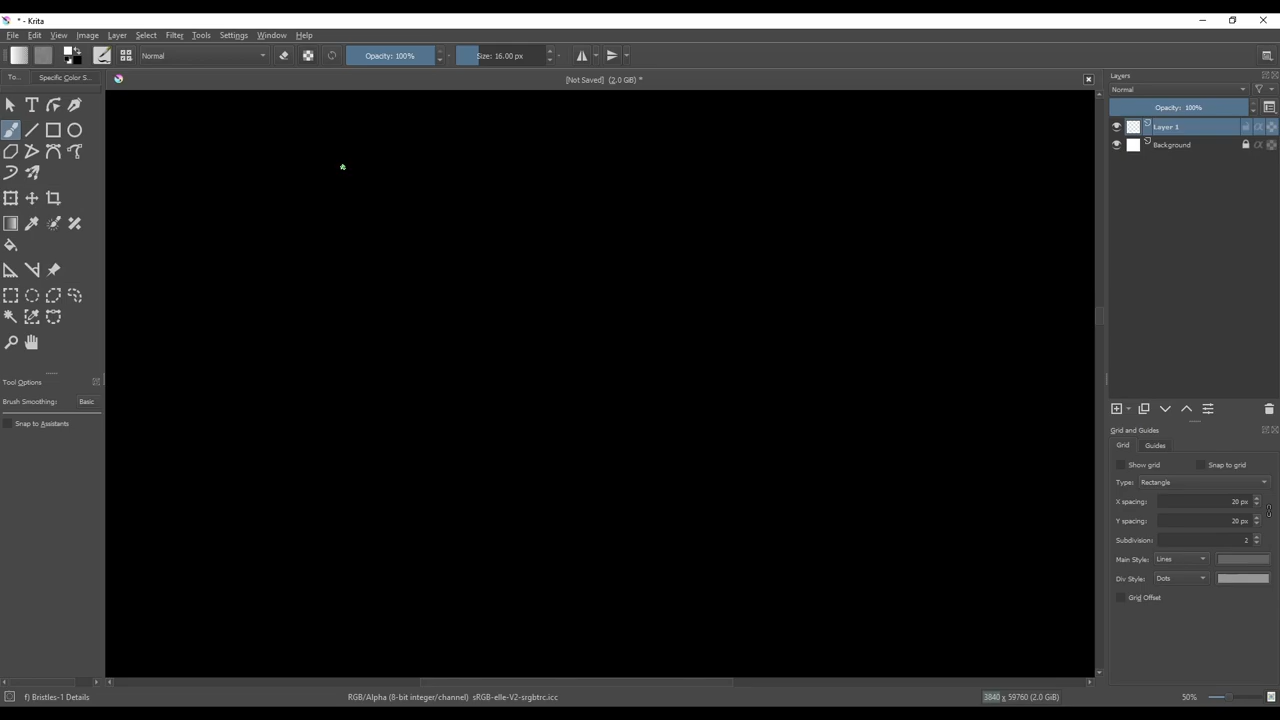 * - Krita
File Edit View Image Layer Select Filter Tools Settings Window Help
Normal Opacity: 100% Size: 16.00 px
To... Specific Color S...
[Not Saved] (2.0 GB) *
Layers
Normal
Opacity: 100%
Layer 1
Background
Tool Options
Brush Smoothing: Basic
Snap to Assistants
Grid and Guides
Grid Guides
Show grid Snap to grid
Type: Rectangle
X spacing: 20 px
Y spacing: 20 px
Subdivision: 2
Main Style: Lines
Div Style: Dots
Grid Offset
f) Bristles-1 Details RGB/Alpha (8-bit integer/channel) sRGB-elle-V2-srgbtrc.icc 3840 x 59760 (2.0 GiB) 50%